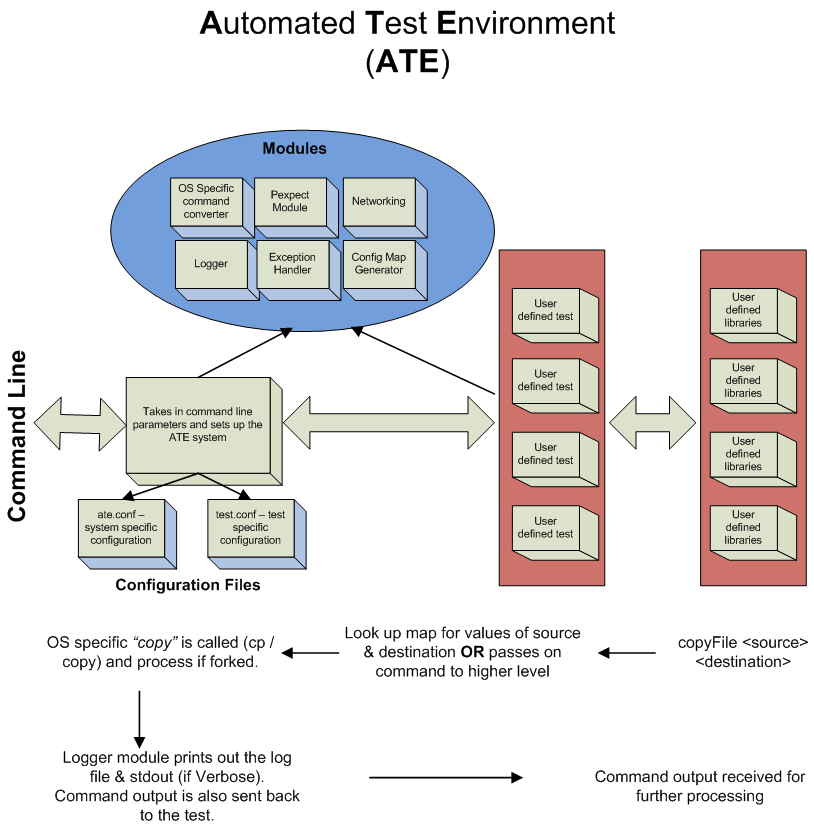 Automated Test Environment
(ATE)
Modules
OS Specific
command
converter
Pexpect
Module
Networking
Logger
Exception
Handler
Config Map
Generator
User
defined test
User
defined test
User
defined test
User
defined test
User
defined
libraries
User
defined
libraries
User
defined
libraries
User
defined
libraries
Command Line
Takes in command line
parameters and sets up the
ATE system
ate.conf –
system specific
configuration
test.conf – test
specific
configuration
Configuration Files
copyFile <source>
<destination>
Look up map for values of source
& destination OR passes on
command to higher level
OS specific “copy” is called (cp /
copy) and process if forked.
Logger module prints out the log
file & stdout (if Verbose).
Command output is also sent back
to the test.
Command output received for
further processing